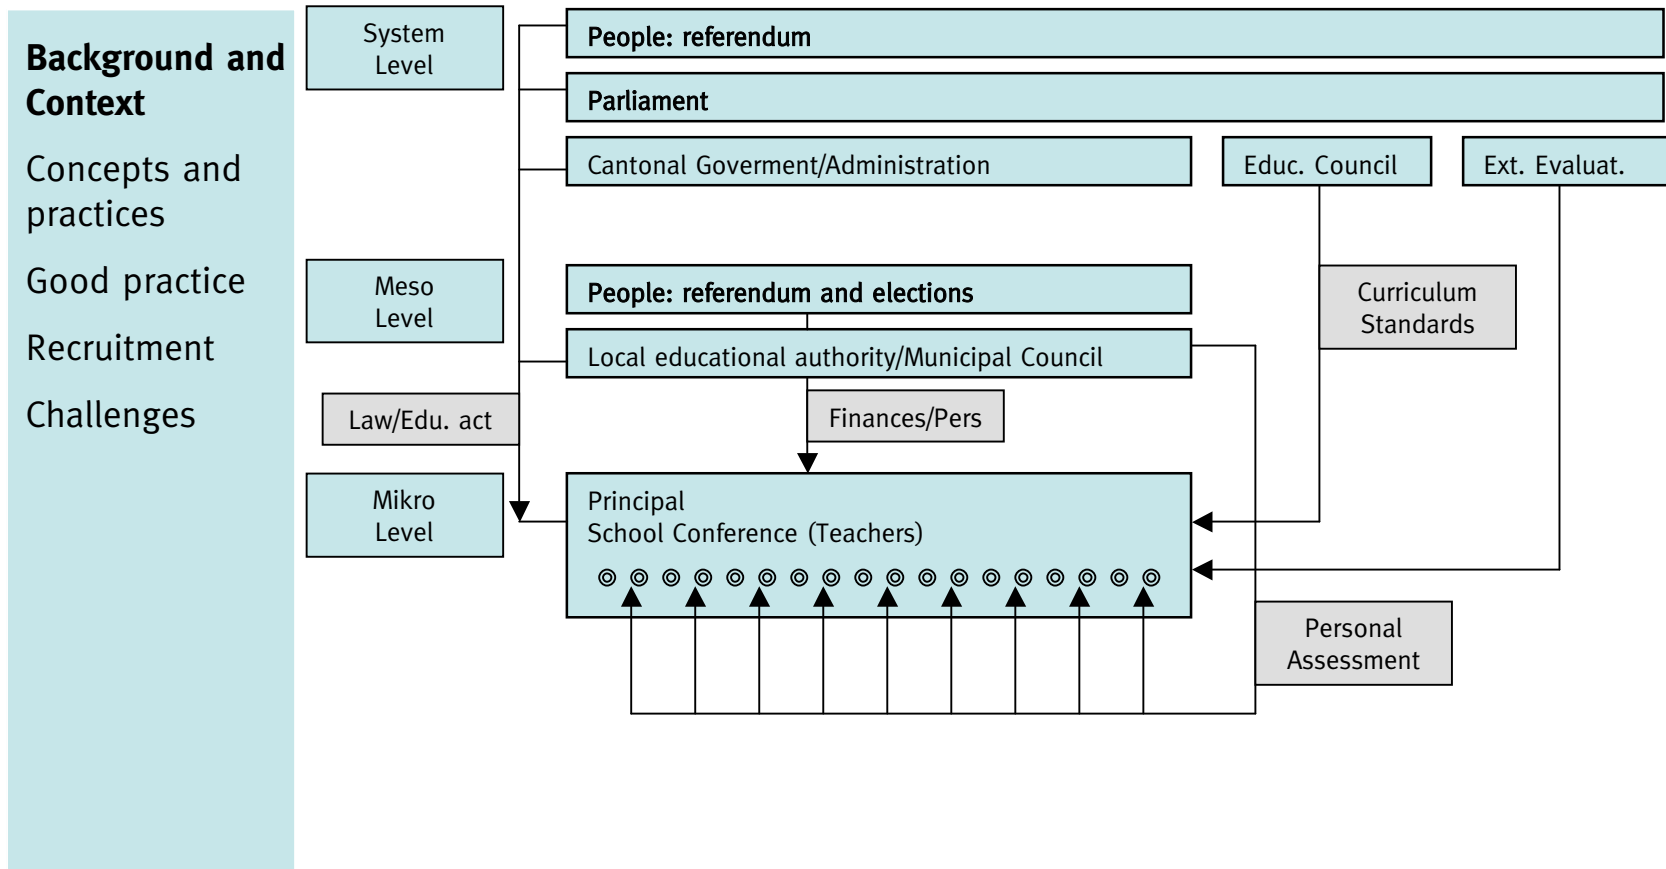 Background and
Context
Concepts and
practices
Good practice
Recruitment
Challenges
System
Level
People: referendum
Parliament
Cantonal Goverment/Administration
Educ. Council
Ext. Evaluat.
Meso
Level
People: referendum and elections
Curriculum
Standards
Local educational authority/Municipal Council
Law/Edu. act
Finances/Pers
Mikro
Level
Principal
School Conference (Teachers)
Personal
Assessment